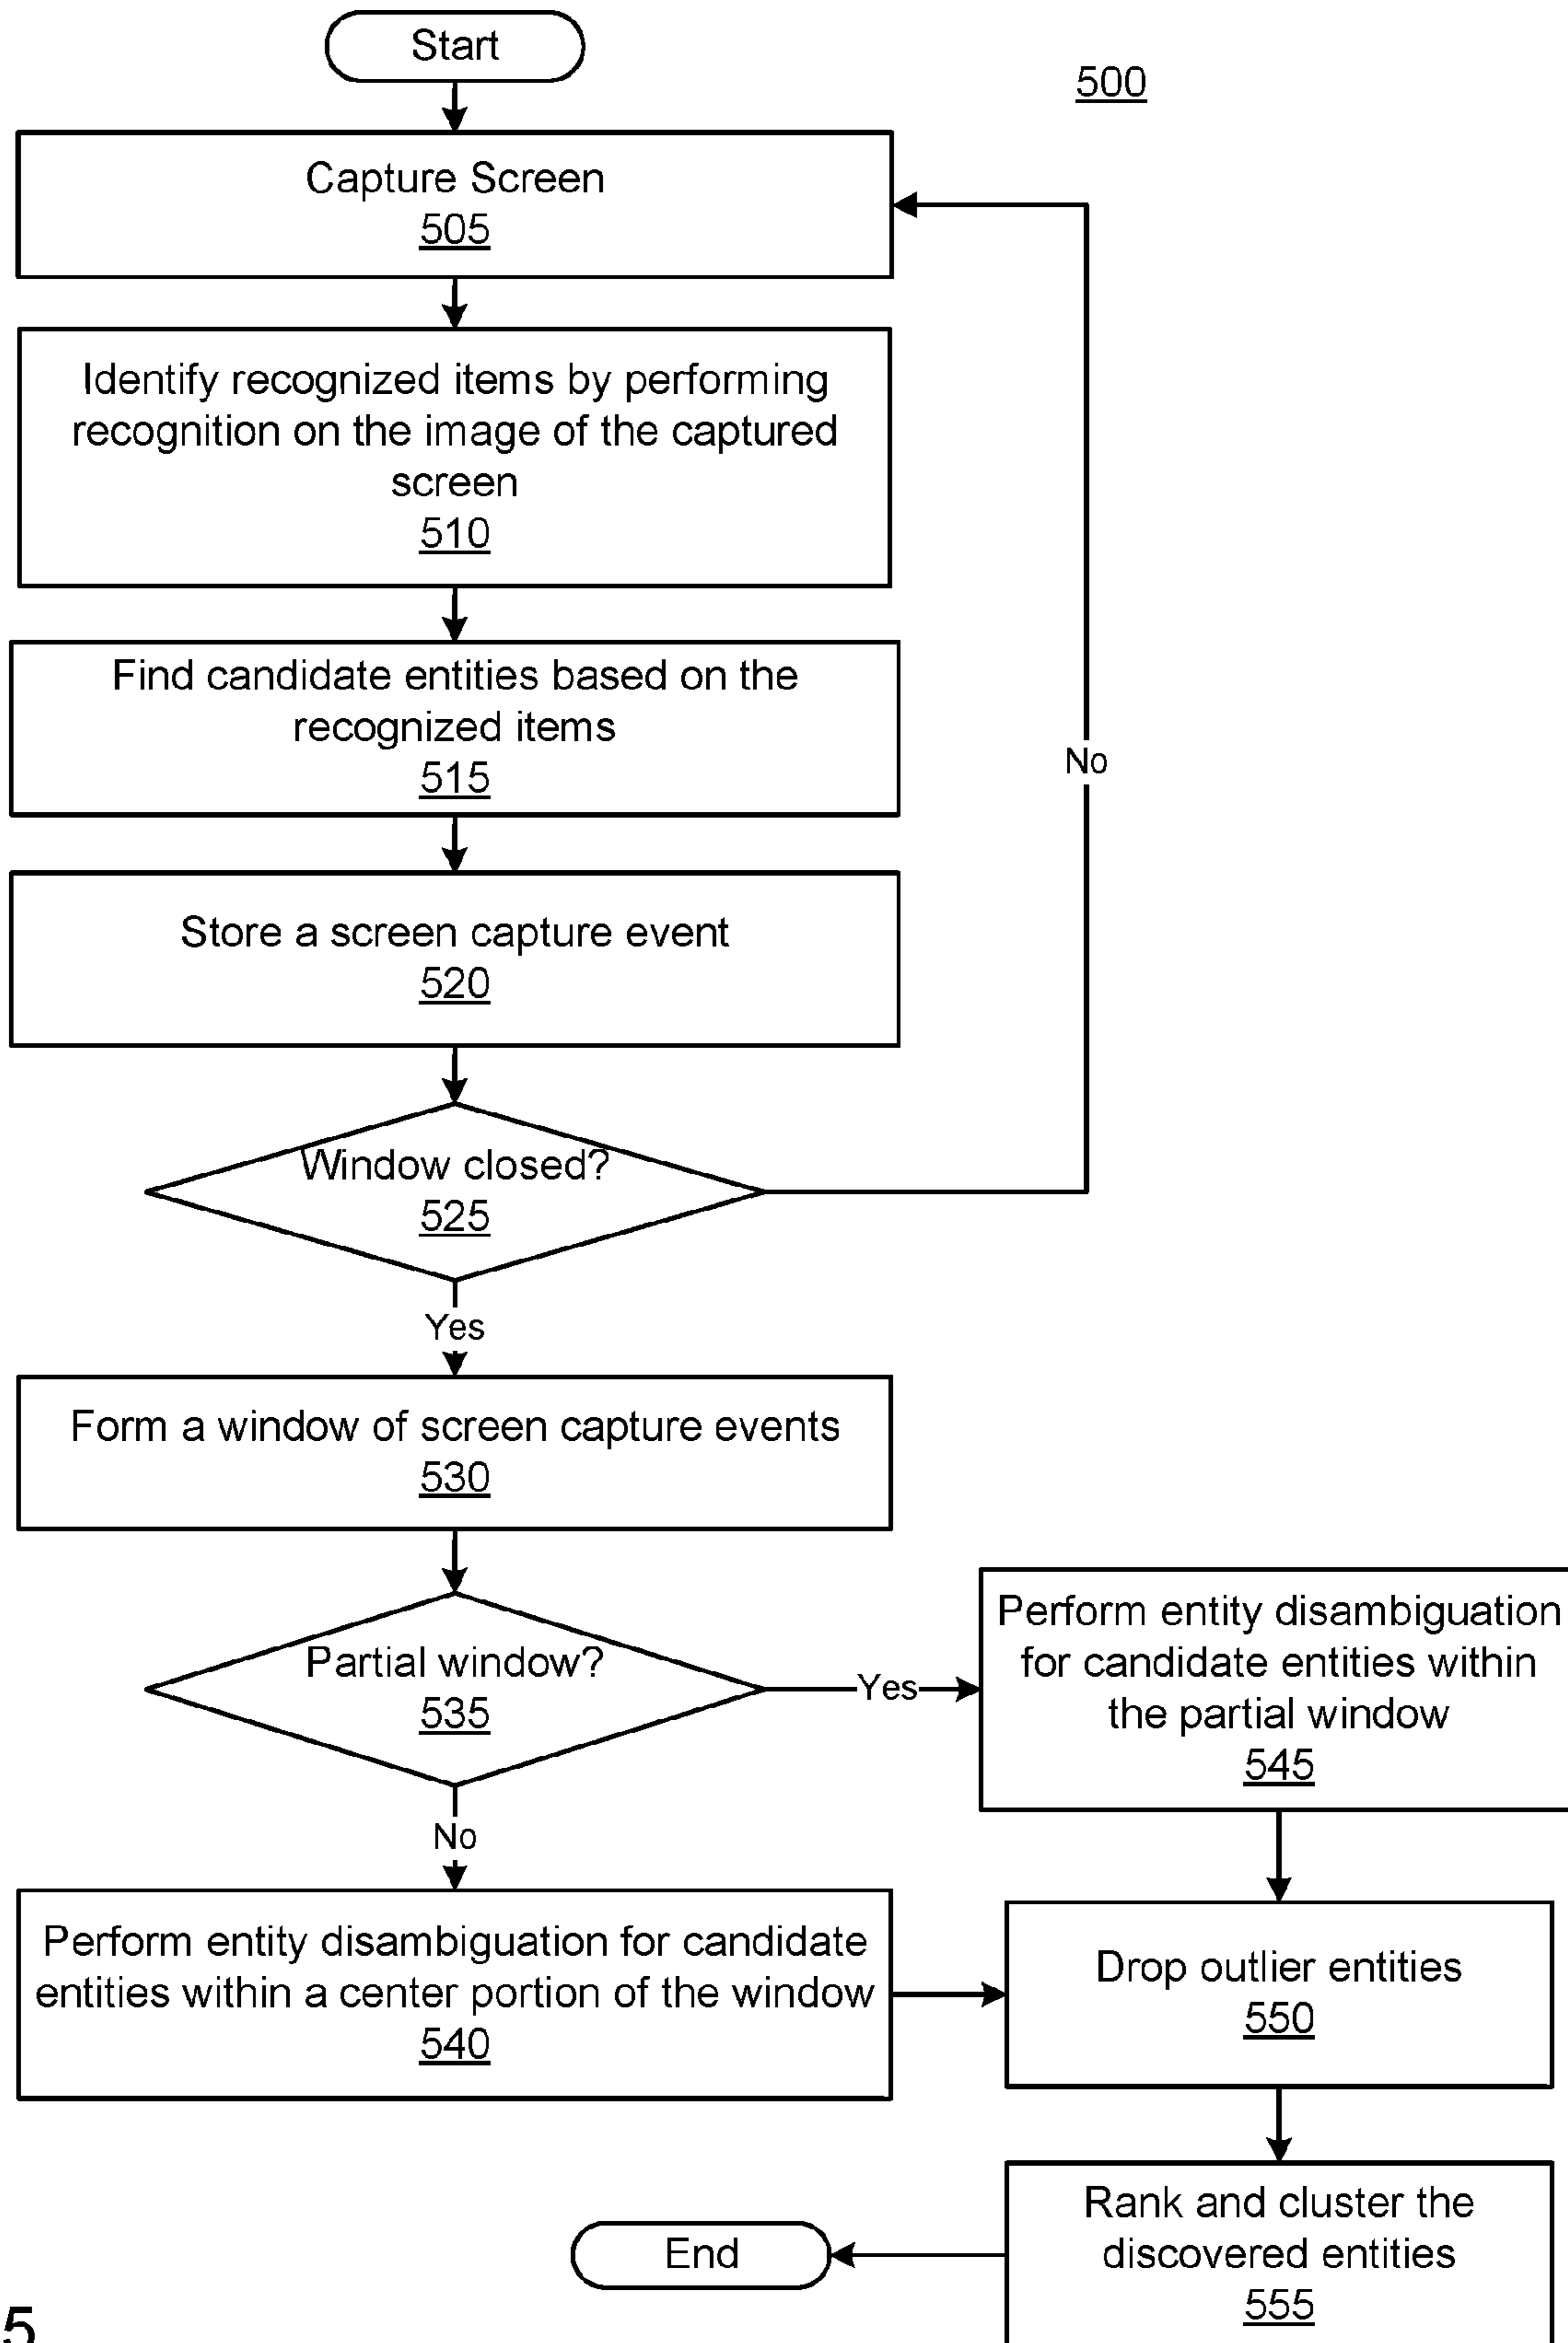 Start
500
Capture Screen
505
Identify recognized items by performing
recognition on the image of the captured
screen
510
Find candidate entities based on the
recognized items
515
No
Store a screen capture event
520
Window closed?
525
Yes
Form a window of screen capture events
530
Partial window?
535
Yes
Perform entity disambiguation
for candidate entities within
the partial window
545
No
Perform entity disambiguation for candidate
entities within a center portion of the window
540
Drop outlier entities
550
Rank and cluster the
discovered entities
555
End
5